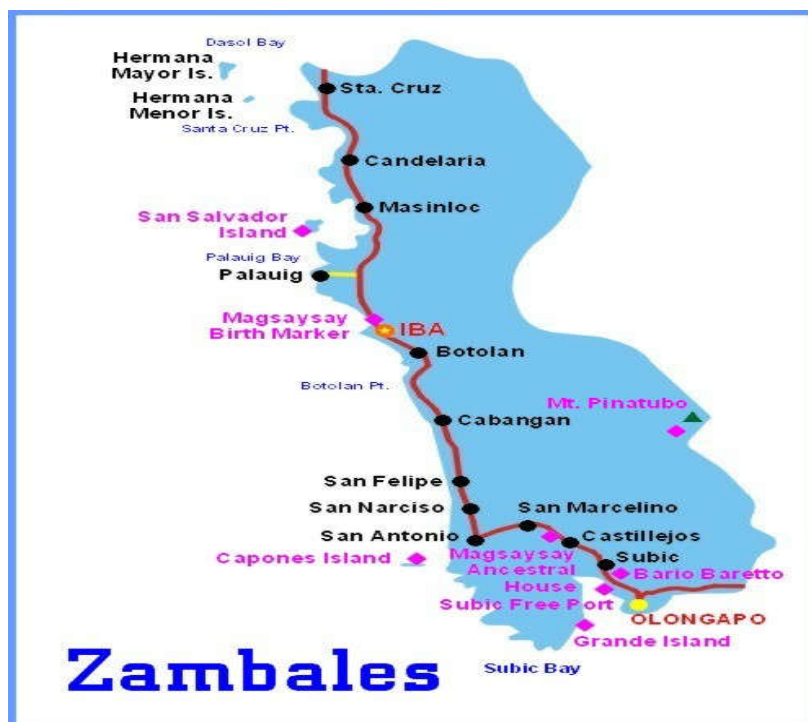 Dasol Bay
Hermana
Mayor Is.
Sta. Cruz
Hermana
Menor Is.
Santa Cruz Pt.
Candelaria
Masinloc
San Salvador
Island
Palauig Bay
Palauig
Magsaysay
Birth Marker
IBA
Botolan
Botolan Pt.
Mt. Pinatubo
Cabangan
San Felipe
San Narciso
San Marcelino
San Antonio
Castillejos
Capones Island
Magsaysay
Ancestral
House
Subic
Bario Baretto
Subic Free Port
OLONGAPO
Grande Island
Zambales
Subic Bay